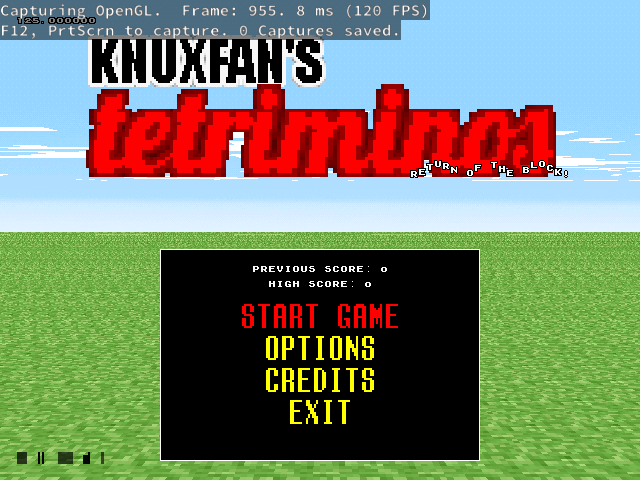 Capturing OpenGL.  Frame: 955. 8 ms (120 FPS)
125.000000
F12, PrtScrn to capture. 0 Captures saved.
KNUXFAN'S
tetriminos
RETURN OF THE BLOCK!
PREVIOUS SCORE: 0
HIGH SCORE: 0
START GAME
OPTIONS
CREDITS
EXIT